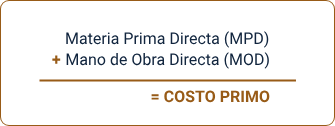 Materia Prima Directa (MPD)
+ Mano de Obra Directa (MOD)
= COSTO PRIMO